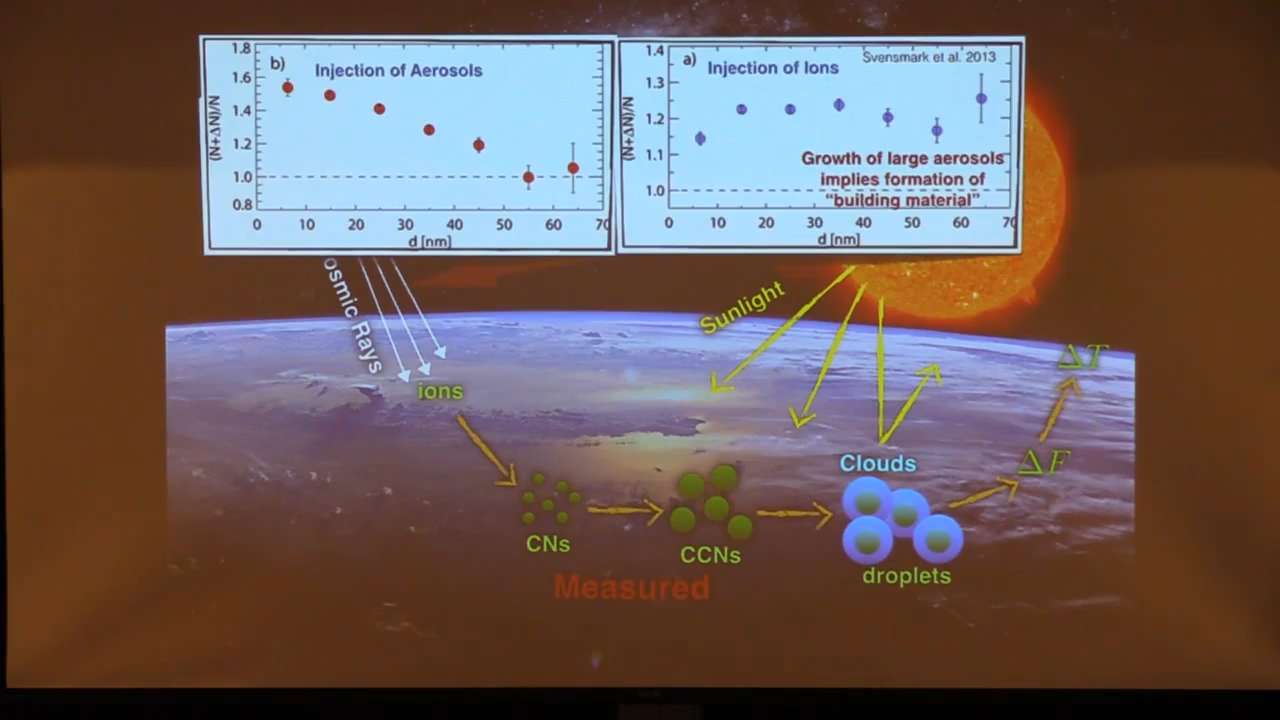 b)
Injection of Aerosols
(N+ΔN)/N
1.8
1.6
1.4
1.2
1.0
0.8
0 10 20 30 40 50 60 70
d [nm]
a)
Svensmark et al. 2013
Injection of Ions
(N+ΔN)/N
1.4
1.3
1.2
1.1
1.0
Growth of large aerosols
implies formation of
“building material”
0 10 20 30 40 50 60 70
d [nm]
osmic Rays
Sunlight
ions
ΔT
ΔF
Clouds
CNs
CCNs
droplets
Measured